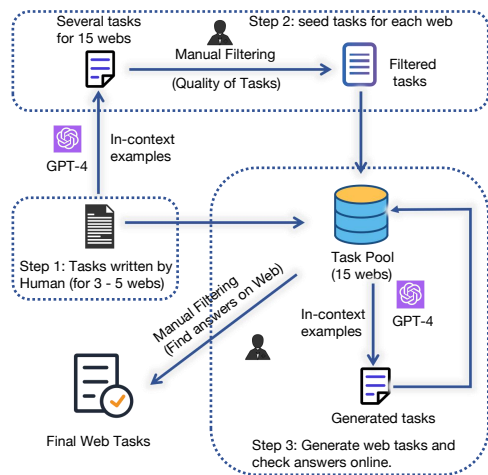 Several tasks
for 15 webs
Step 2: seed tasks for each web
Manual Filtering
(Quality of Tasks)
Filtered
tasks
GPT-4
In-context
examples
Step 1: Tasks written by
Human (for 3 - 5 webs)
Task Pool
(15 webs)
Manual Filtering
(Find answers on Web)
In-context
examples
GPT-4
Generated tasks
Final Web Tasks
Step 3: Generate web tasks and
check answers online.